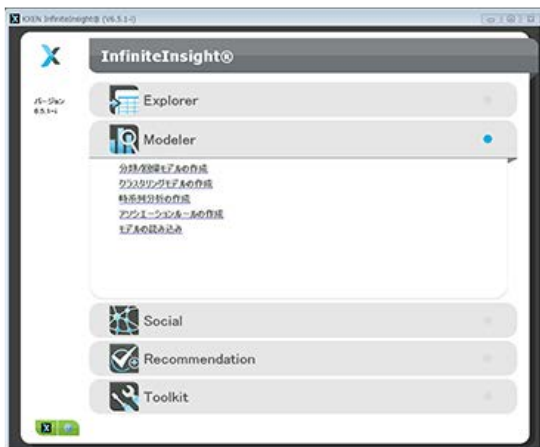 KXEN InfiniteInsight® (V6.5.1-i)
InfiniteInsight®
バージョン
6.5.1-i
Explorer
Modeler
分類/回帰モデルの作成
クラスタリングモデルの作成
時系列分析の作成
アソシエーションルールの作成
モデルの読み込み
Social
Recommendation
Toolkit